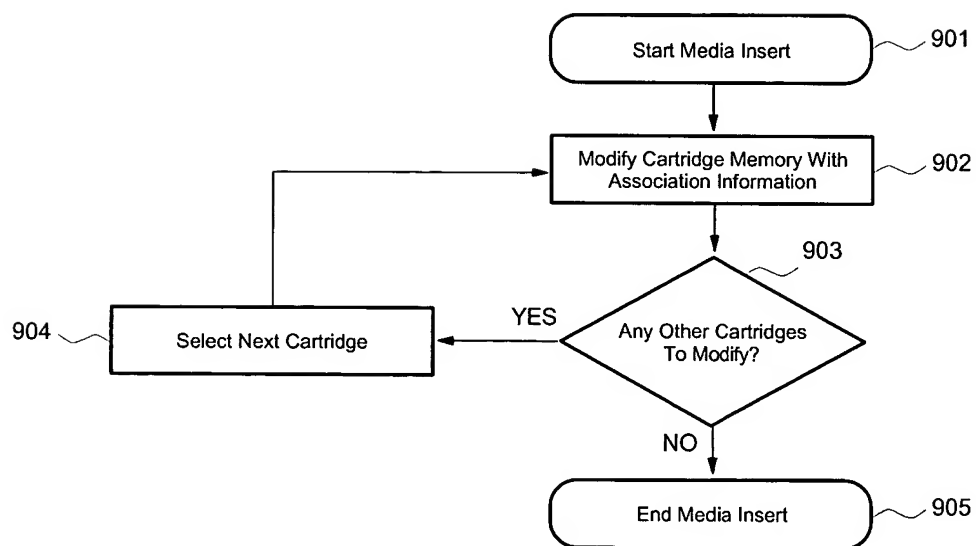 Start Media Insert
901
Modify Cartridge Memory With
Association Information
902
903
Any Other Cartridges
To Modify?
YES
Select Next Cartridge
904
NO
End Media Insert
905